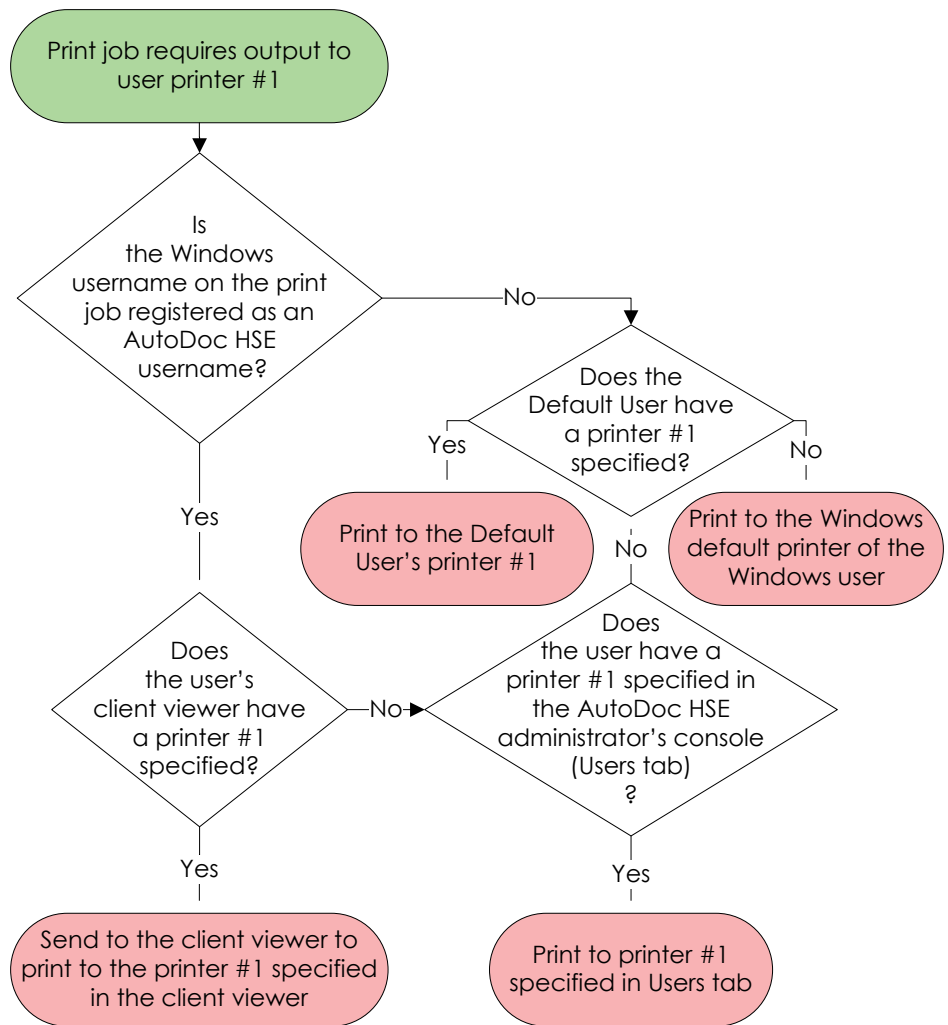 Print job requires output to
user printer #1
Is
the Windows
username on the print
job registered as an
AutoDoc HSE
username?
No
Does the
Default User have
a printer #1
specified?
Yes
No
Print to the Default
User’s printer #1
Print to the Windows
default printer of the
Windows user
Yes
No
Does
the user’s
client viewer have
a printer #1
specified?
No
Does
the user have a
printer #1 specified in
the AutoDoc HSE
administrator’s console
(Users tab)
?
Yes
Yes
Send to the client viewer to
print to the printer #1 specified
in the client viewer
Print to printer #1
specified in Users tab